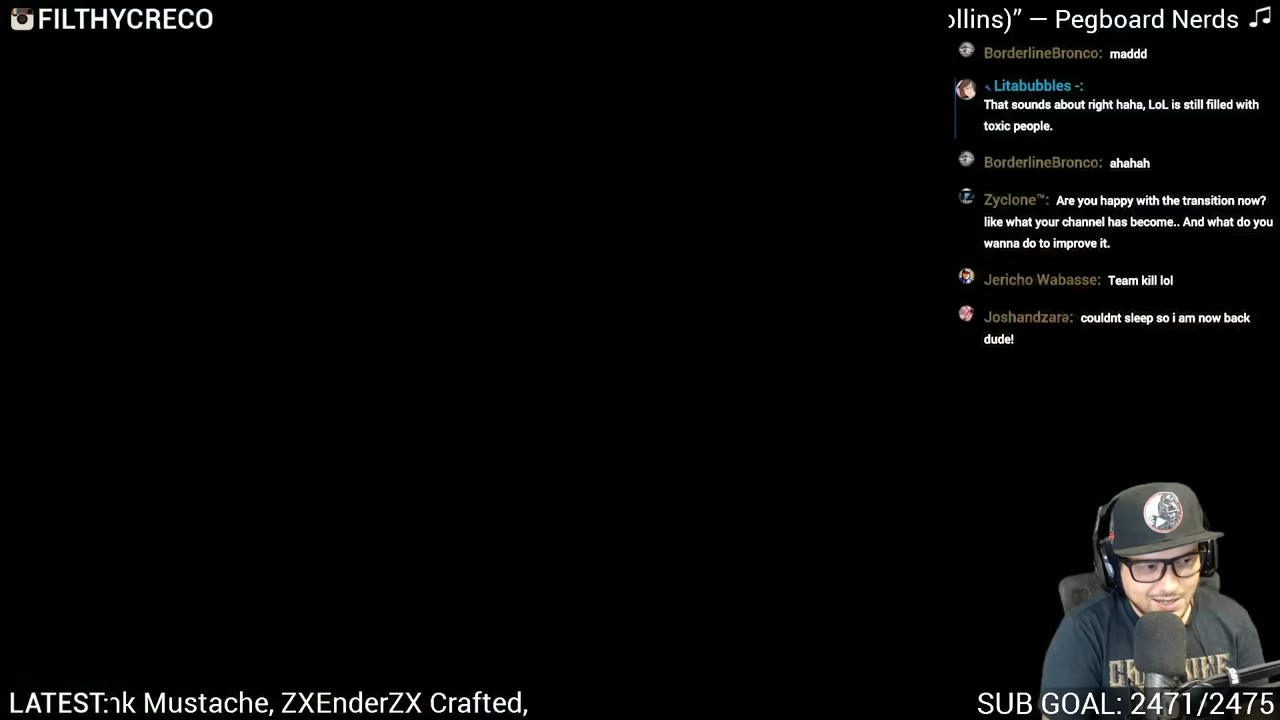 FILTHYCRECO
ollins)” — Pegboard Nerds
BorderlineBronco: maddd
Litabubbles -:
That sounds about right haha, LoL is still filled with
toxic people.
BorderlineBronco: ahahah
Zyclone™: Are you happy with the transition now?
like what your channel has become.. And what do you
wanna do to improve it.
Jericho Wabasse: Team kill lol
Joshandzara: couldnt sleep so i am now back
dude!
LATEST:nk Mustache, ZXEnderZX Crafted,
SUB GOAL: 2471/2475